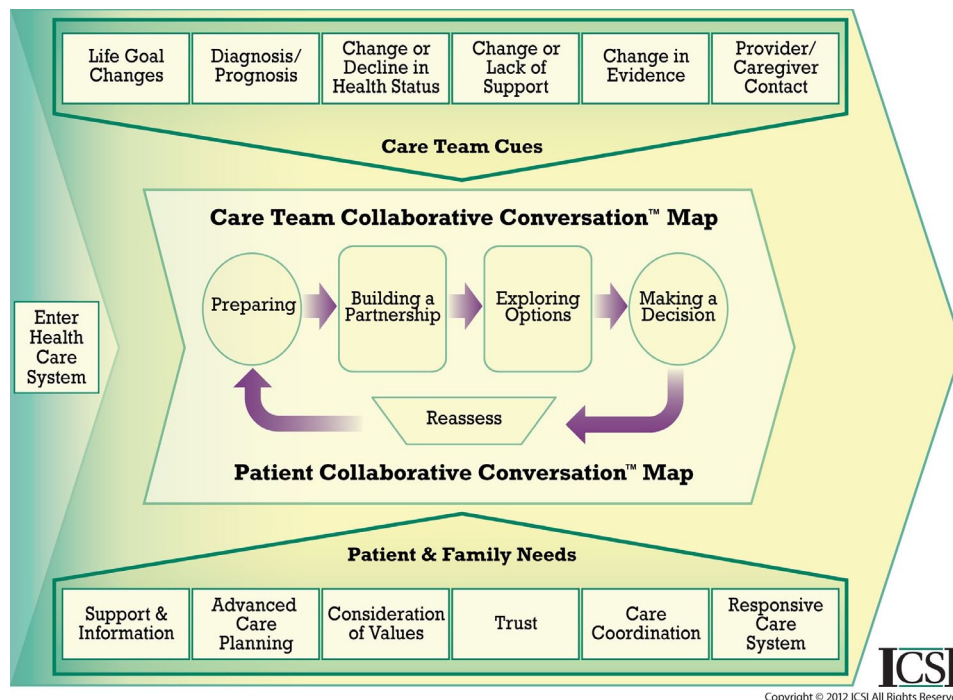 Life Goal
Changes
Diagnosis/
Prognosis
Change or
Decline in
Health Status
Change or
Lack of
Support
Change in
Evidence
Provider/
Caregiver
Contact
Care Team Cues
Care Team Collaborative Conversation™ Map
Enter
Health
Care
System
Preparing
Building a
Partnership
Exploring
Options
Making a
Decision
Reassess
Patient Collaborative Conversation™ Map
Patient & Family Needs
Support &
Information
Advanced
Care
Planning
Consideration
of Values
Trust
Care
Coordination
Responsive
Care
System
ICSI
Copyright © 2012 ICSI All Rights Reserve